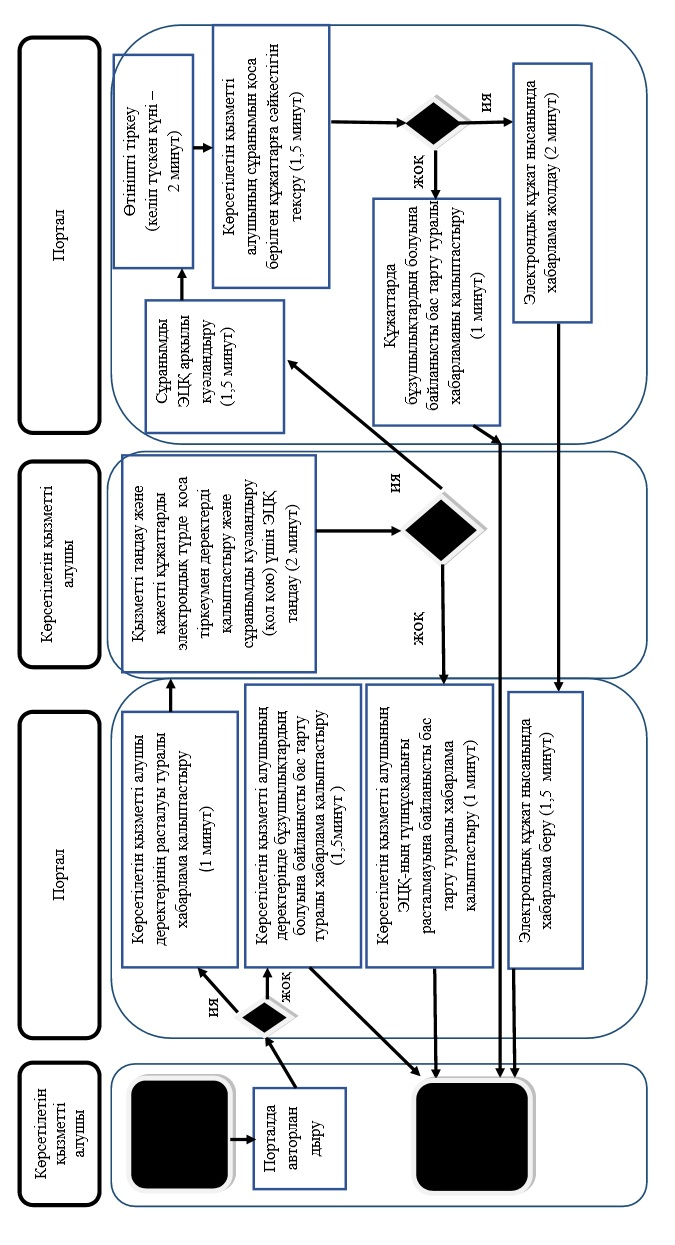 Көрсетілетін
қызметті
алушы
Портал
Көрсетілетін қызметті
алушы
Портал
Порталда
авторлан
дыру
ИЯ
ЖОҚ
Көрсетілетін қызметті алушы
деректерінің расталуы туралы
хабарлама қалыптастыру
(1 минут)
Көрсетілетін қызметті алушының
деректерінде бұзушылықтардың
болуына байланысты бас тарту
туралы хабарлама қалыптастыру
(1,5минут )
Көрсетілетін қызметті алушының
ЭЦҚ-ның түпнұсқалығы
расталмауына байланысты бас
тарту туралы хабарлама
қалыптастыру (1 минут)
Электрондық құжат нысанында
хабарлама беру (1,5 минут)
Қызметті таңдау және
қажетті құжаттарды
электрондық түрде қоса
тіркеумен деректерді
қалыптастыру және
сұранымды куәландыру
(қол қою) үшін ЭЦҚ
таңдау (2 минут)
ИЯ
ЖОҚ
Сұранымды
ЭЦҚ арқылы
куәландыру
(1,5 минут)
Өтінішті тіркеу
(келіп түскен күні –
2 минут)
Көрсетілетін қызметті
алушының сұранымын қоса
берілген құжаттарға сәйкестігін
тексру (1,5 минут)
ЖОҚ
ИЯ
Құжаттарда
бұзушылықтардың болуына
байланысты бас тарту туралы
хабарламаны қалыптастыру
(1 минут)
Электрондық құжат нысанында
хабарлама жолдау (2 минут)